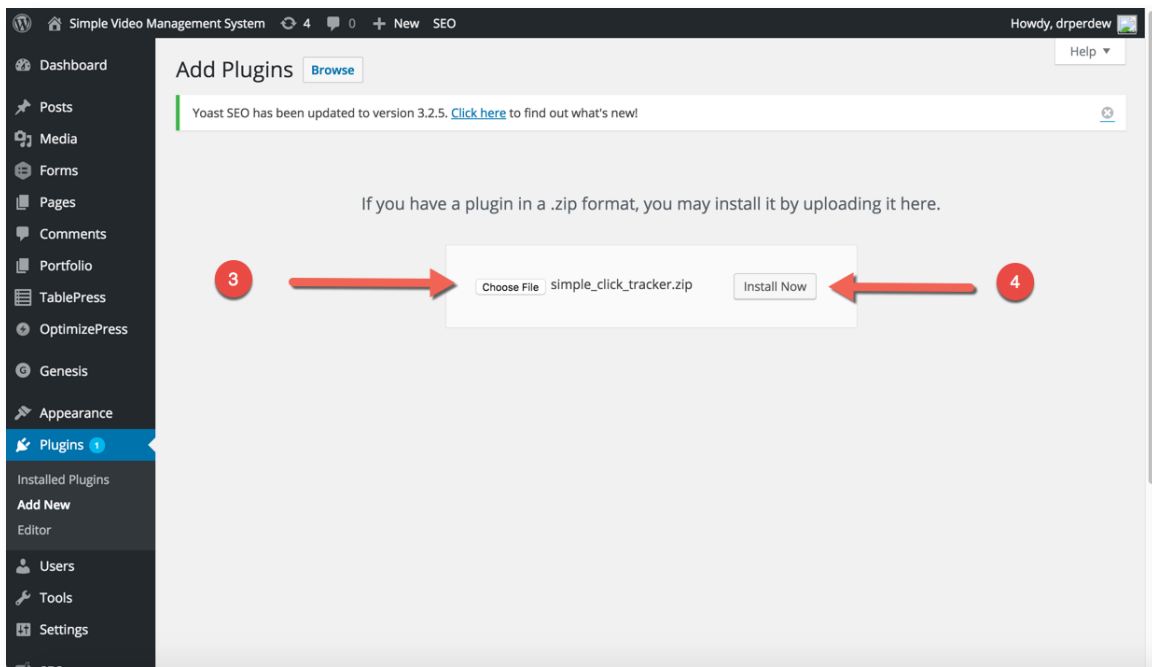 Simple Video Management System 4 0 + New SEO Howdy, drperdew
Help ▼
Dashboard
Posts
Media
Forms
Pages
Comments
Portfolio
TablePress
OptimizePress
Genesis
Appearance
Plugins 1
Installed Plugins
Add New
Editor
Users
Tools
Settings
Add Plugins Browse
Yoast SEO has been updated to version 3.2.5. Click here to find out what's new!
If you have a plugin in a .zip format, you may install it by uploading it here.
3 Choose File simple_click_tracker.zip Install Now 4